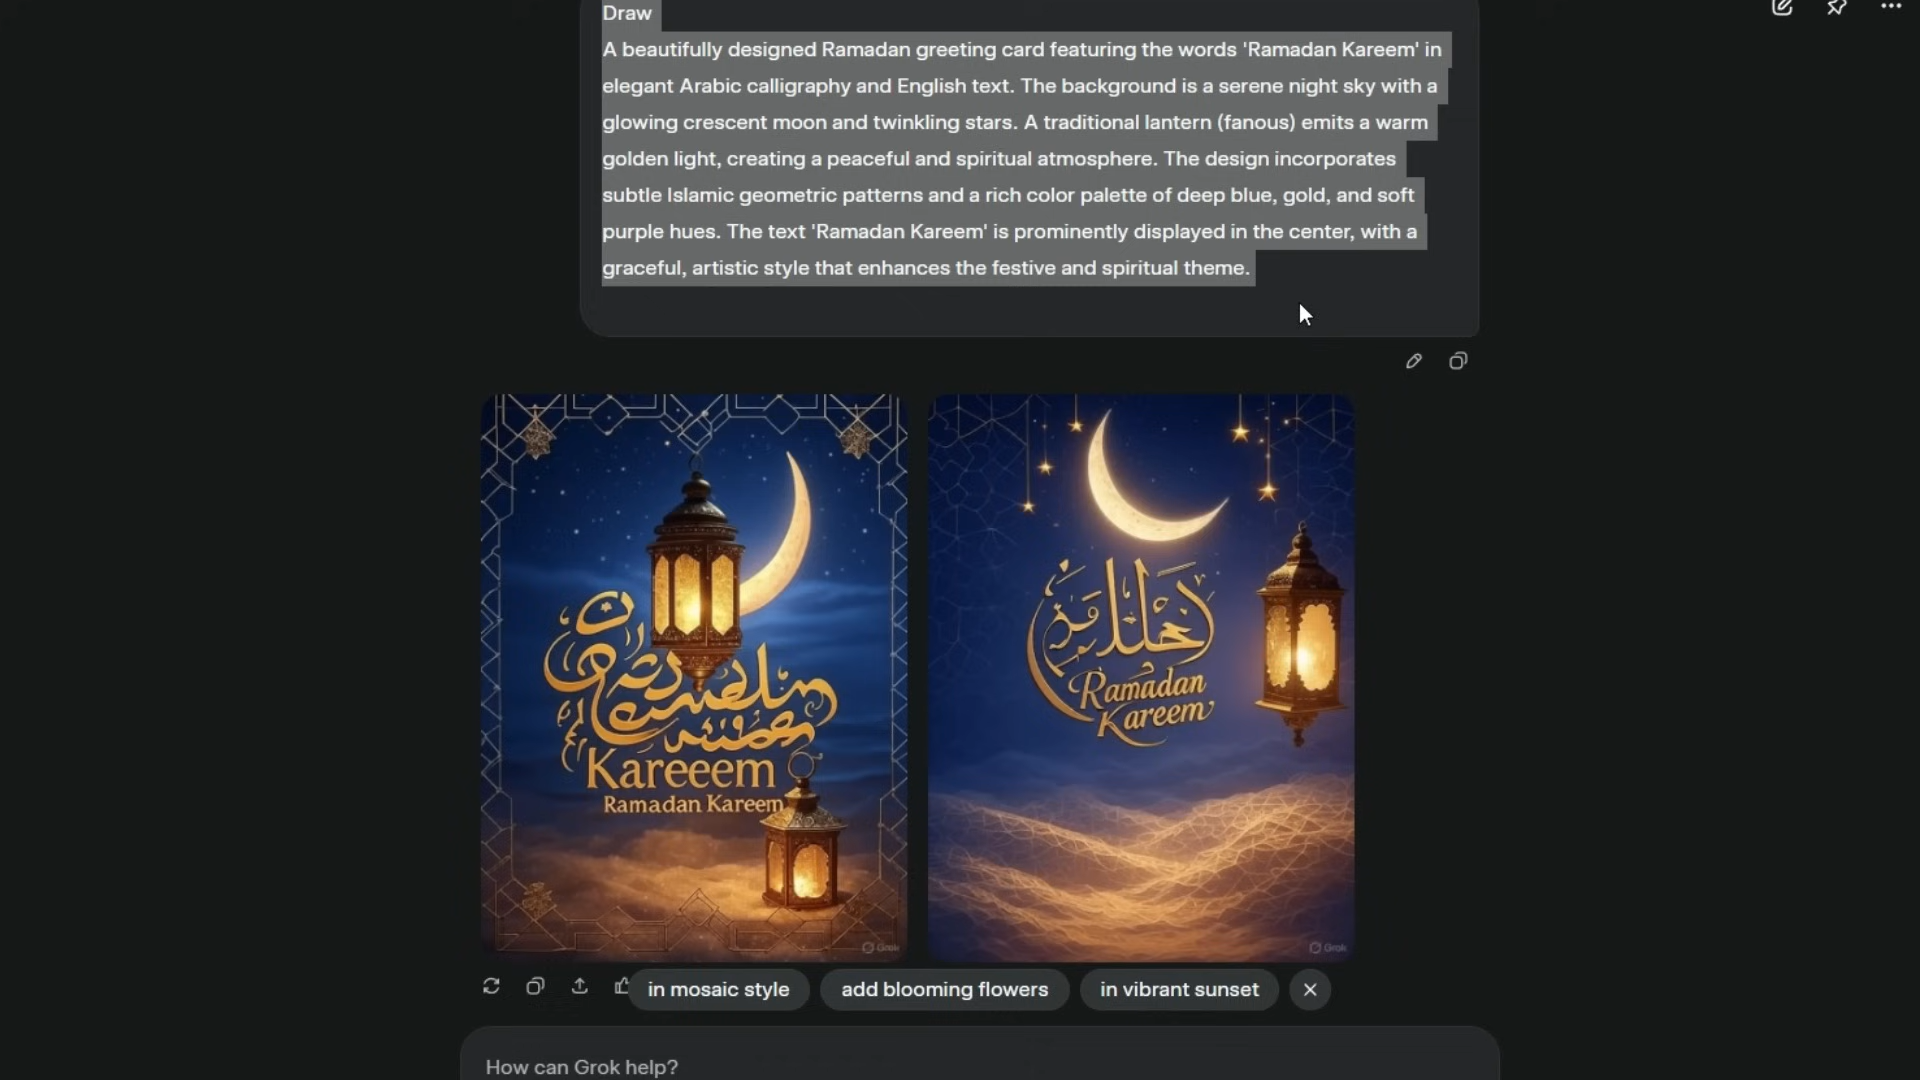 Draw
A beautifully designed Ramadan greeting card featuring the words 'Ramadan Kareem' in
elegant Arabic calligraphy and English text. The background is a serene night sky with a
glowing crescent moon and twinkling stars. A traditional lantern (fanous) emits a warm
golden light, creating a peaceful and spiritual atmosphere. The design incorporates
subtle Islamic geometric patterns and a rich color palette of deep blue, gold, and soft
purple hues. The text 'Ramadan Kareem' is prominently displayed in the center, with a
graceful, artistic style that enhances the festive and spiritual theme.
Kareeem
Ramadan Kareem
Grok
Ramadan
Kareem
Grok
in mosaic style
add blooming flowers
in vibrant sunset
How can Grok help?